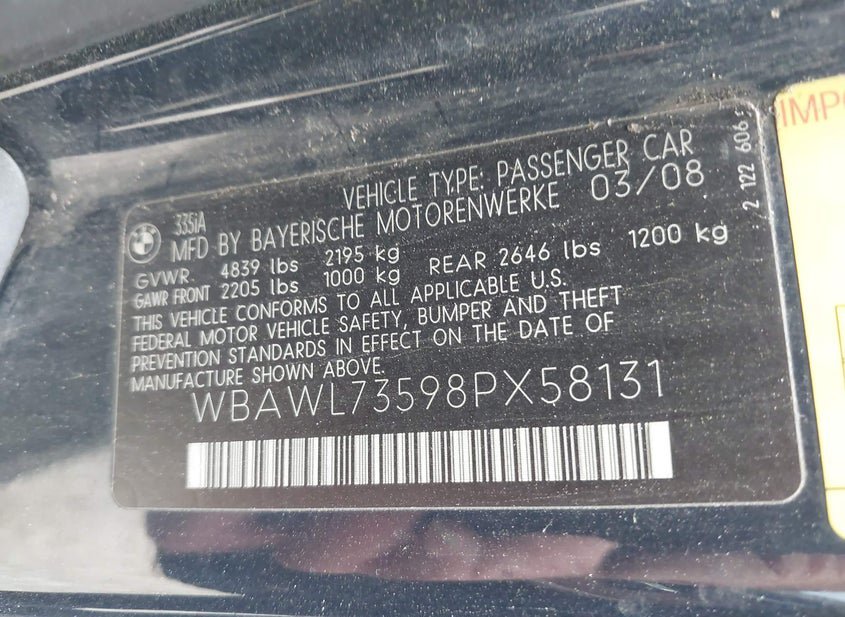 335iA VEHICLE TYPE: PASSENGER CAR
MFD BY BAYERISCHE MOTORENWERKE 03/08
GVWR. 4839 lbs 2195 kg
GAWR FRONT 2205 lbs 1000 kg REAR 2646 lbs 1200 kg
THIS VEHICLE CONFORMS TO ALL APPLICABLE U.S.
FEDERAL MOTOR VEHICLE SAFETY, BUMPER AND THEFT
PREVENTION STANDARDS IN EFFECT ON THE DATE OF
MANUFACTURE SHOWN ABOVE.
WBAWL73598PX58131
2 122 606